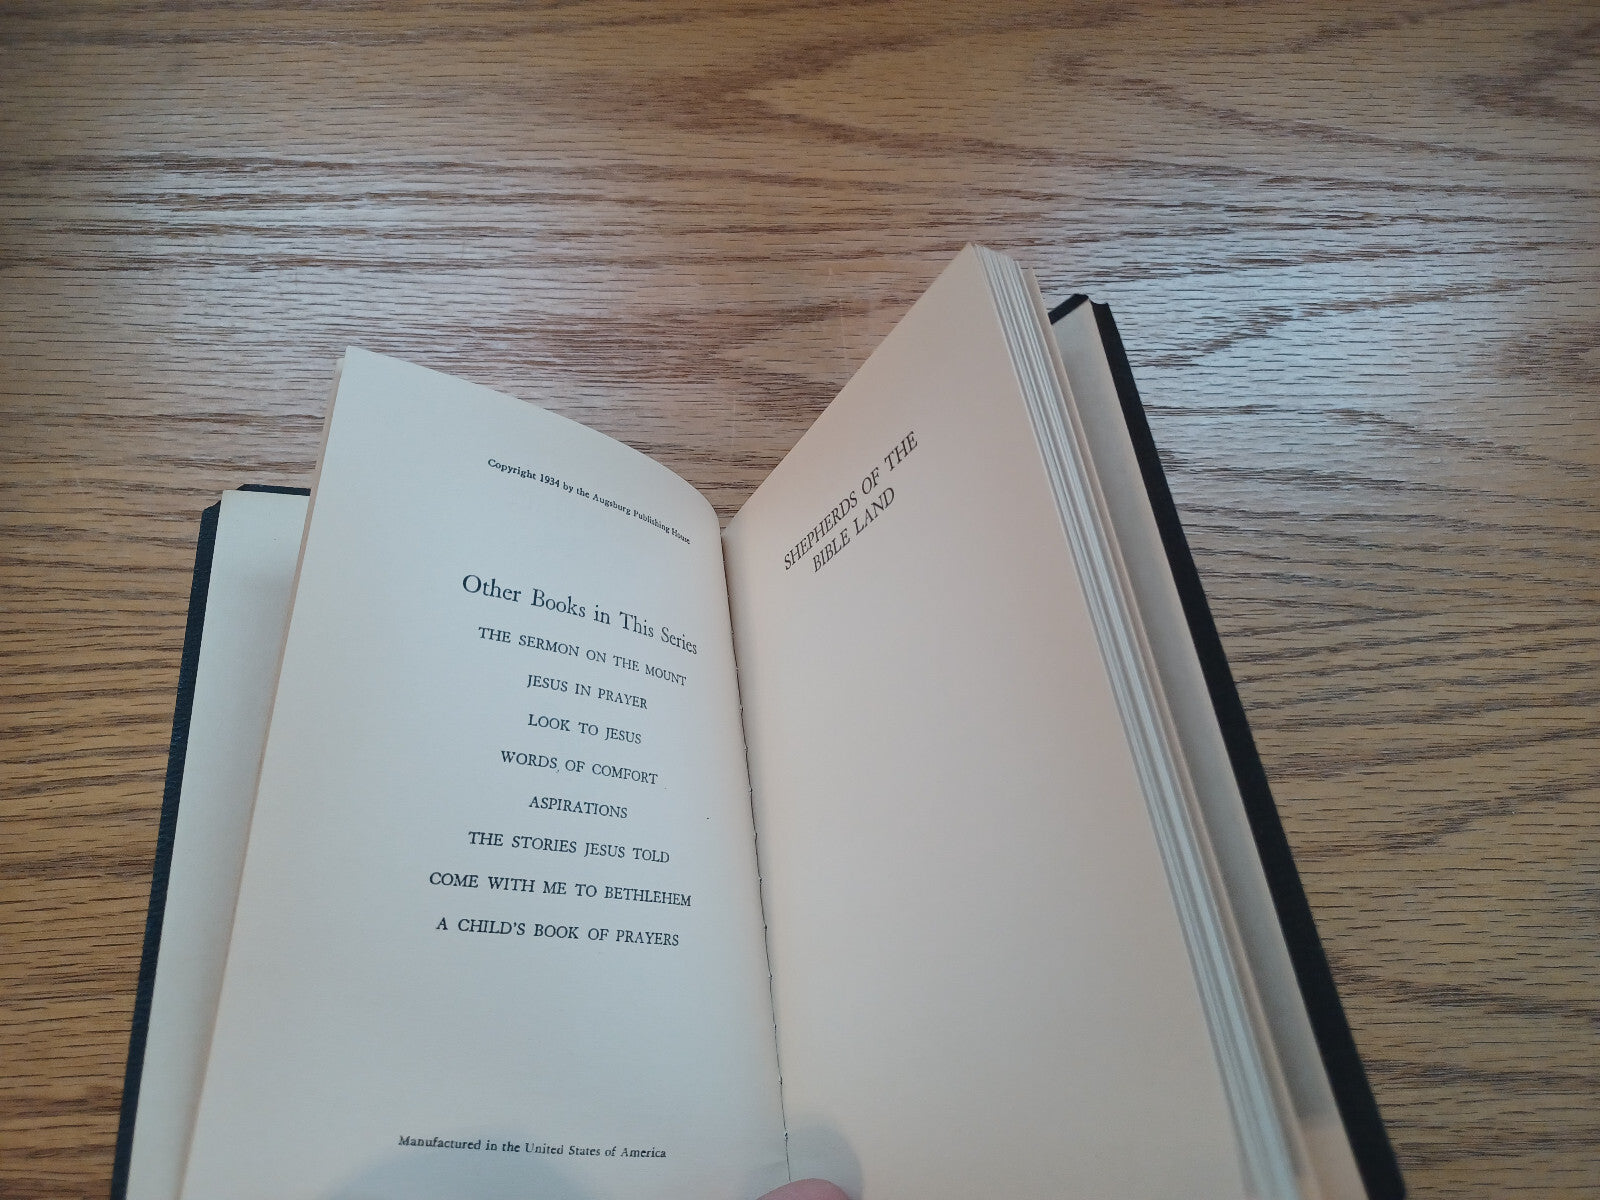 Copyright 1934 by the Augsburg Publishing House
Other Books in This Series
THE SERMON ON THE MOUNT
JESUS IN PRAYER
LOOK TO JESUS
WORDS OF COMFORT
ASPIRATIONS
THE STORIES JESUS TOLD
COME WITH ME TO BETHLEHEM
A CHILD'S BOOK OF PRAYERS
Manufactured in the United States of America
SHEPHERDS OF THE
BIBLE LAND